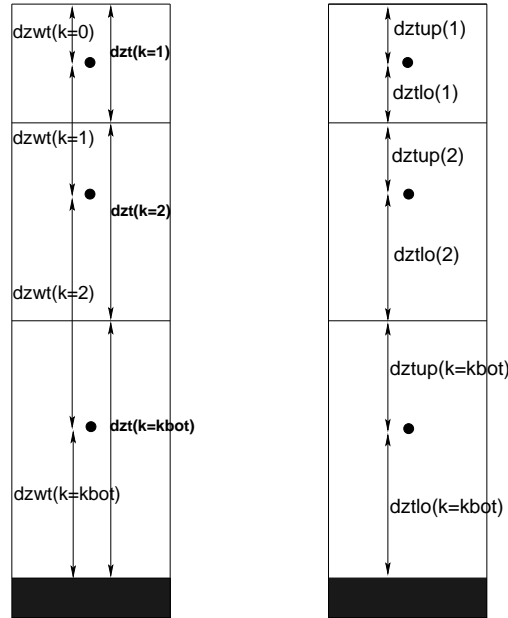 dzwt(k=0)
dzt(k=1)
dzwt(k=1)
dzt(k=2)
dzwt(k=2)
dzt(k=kbot)
dzwt(k=kbot)
dztup(1)
dztlo(1)
dztup(2)
dztlo(2)
dztup(k=kbot)
dztlo(k=kbot)